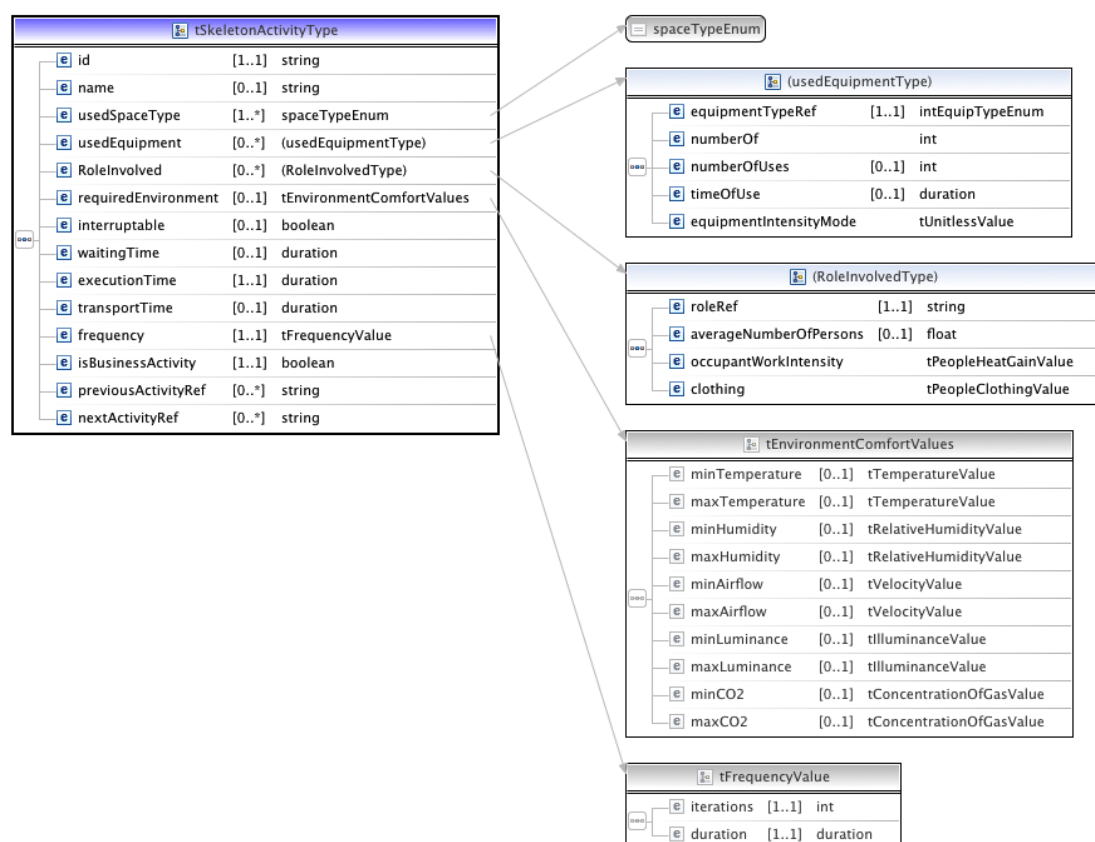 tSkeletonActivityType
e id [1..1] string
e name [0..1] string
e usedSpaceType [1..*] spaceTypeEnum
e usedEquipment [0..*] (usedEquipmentType)
e RoleInvolved [0..*] (RoleInvolvedType)
e requiredEnvironment [0..1] tEnvironmentComfortValues
e interruptable [0..1] boolean
e waitingTime [0..1] duration
e executionTime [1..1] duration
e transportTime [0..1] duration
e frequency [1..1] tFrequencyValue
e isBusinessActivity [1..1] boolean
e previousActivityRef [0..*] string
e nextActivityRef [0..*] string
spaceTypeEnum
(usedEquipmentType)
e equipmentTypeRef [1..1] intEquipTypeEnum
e numberOf int
e numberOfUses [0..1] int
e timeOfUse [0..1] duration
e equipmentIntensityMode tUnitlessValue
(RoleInvolvedType)
e roleRef [1..1] string
e averageNumberOfPersons [0..1] float
e occupantWorkIntensity tPeopleHeatGainValue
e clothing tPeopleClothingValue
tEnvironmentComfortValues
e minTemperature [0..1] tTemperatureValue
e maxTemperature [0..1] tTemperatureValue
e minHumidity [0..1] tRelativeHumidityValue
e maxHumidity [0..1] tRelativeHumidityValue
e minAirflow [0..1] tVelocityValue
e maxAirflow [0..1] tVelocityValue
e minLuminance [0..1] tIlluminanceValue
e maxLuminance [0..1] tIlluminanceValue
e minCO2 [0..1] tConcentrationOfGasValue
e maxCO2 [0..1] tConcentrationOfGasValue
tFrequencyValue
e iterations [1..1] int
e duration [1..1] duration